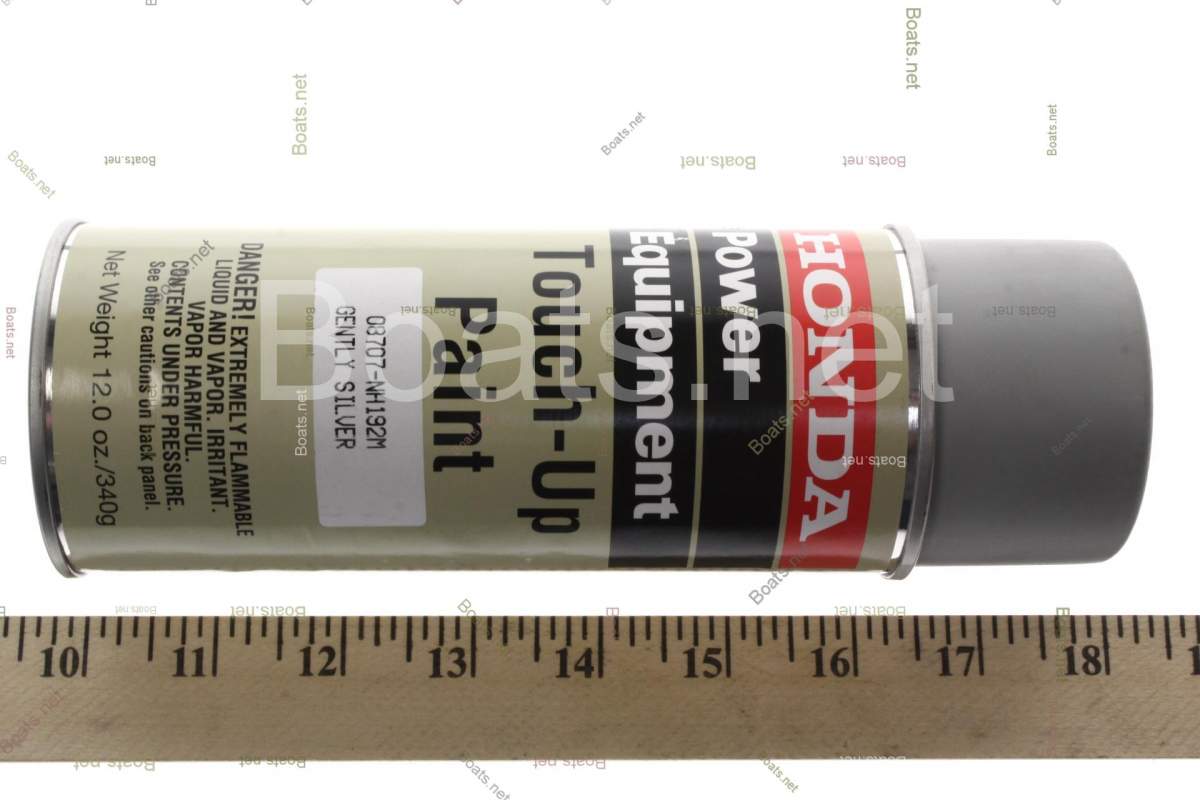 HONDA
Power
Equipment
Touch-Up
Paint
08707-NH192M
GENTLY SILVER
DANGER! EXTREMELY FLAMMABLE
LIQUID AND VAPOR. IRRITANT.
VAPOR HARMFUL.
CONTENTS UNDER PRESSURE.
See other cautions on back panel.
Net Weight 12.0 oz./340g
10 11 12 13 14 15 16 17 18
Boats.net